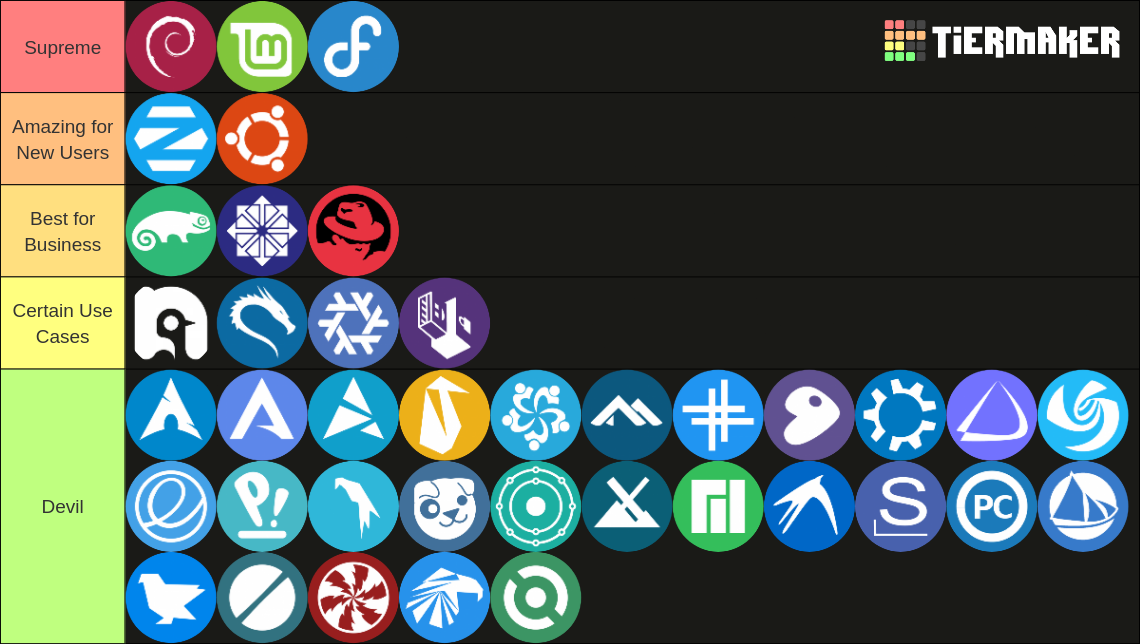 Supreme
TiERMAKER
Amazing for
New Users
Best for
Business
Certain Use
Cases
Devil
P!
S
PC